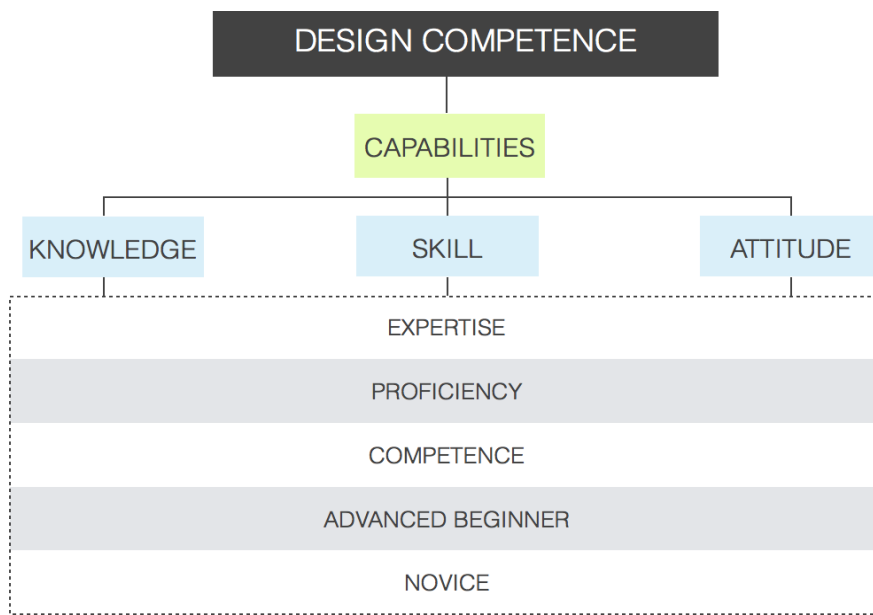 DESIGN COMPETENCE
CAPABILITIES
KNOWLEDGE
SKILL
ATTITUDE
EXPERTISE
PROFICIENCY
COMPETENCE
ADVANCED BEGINNER
NOVICE